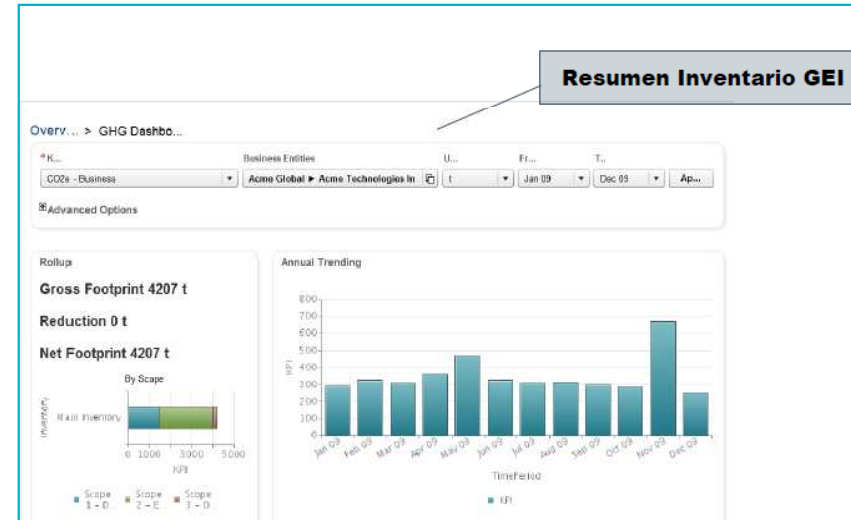 Resumen Inventario GEI
Overv... > GHG Dashbo...
*K... Business Entities U... Fr... T...
CO2e - Business Acme Global ► Acme Technologies In t Jan 09 Dec 09 Ap...
Advanced Options
Rollup
Gross Footprint 4207 t
Reduction 0 t
Net Footprint 4207 t
By Scope
Inventory
Main Inventory
0 1000 3000 5000
KPI
Scope 1 - D... Scope 2 - E... Scope 3 - O...
Annual Trending
800
700
600
500
400
300
200
100
0
KPI
Jan 09 Feb 09 Mar 09 Apr 09 May 09 Jun 09 Jul 09 Aug 09 Sep 09 Oct 09 Nov 09 Dec 09
TimePeriod
KPI